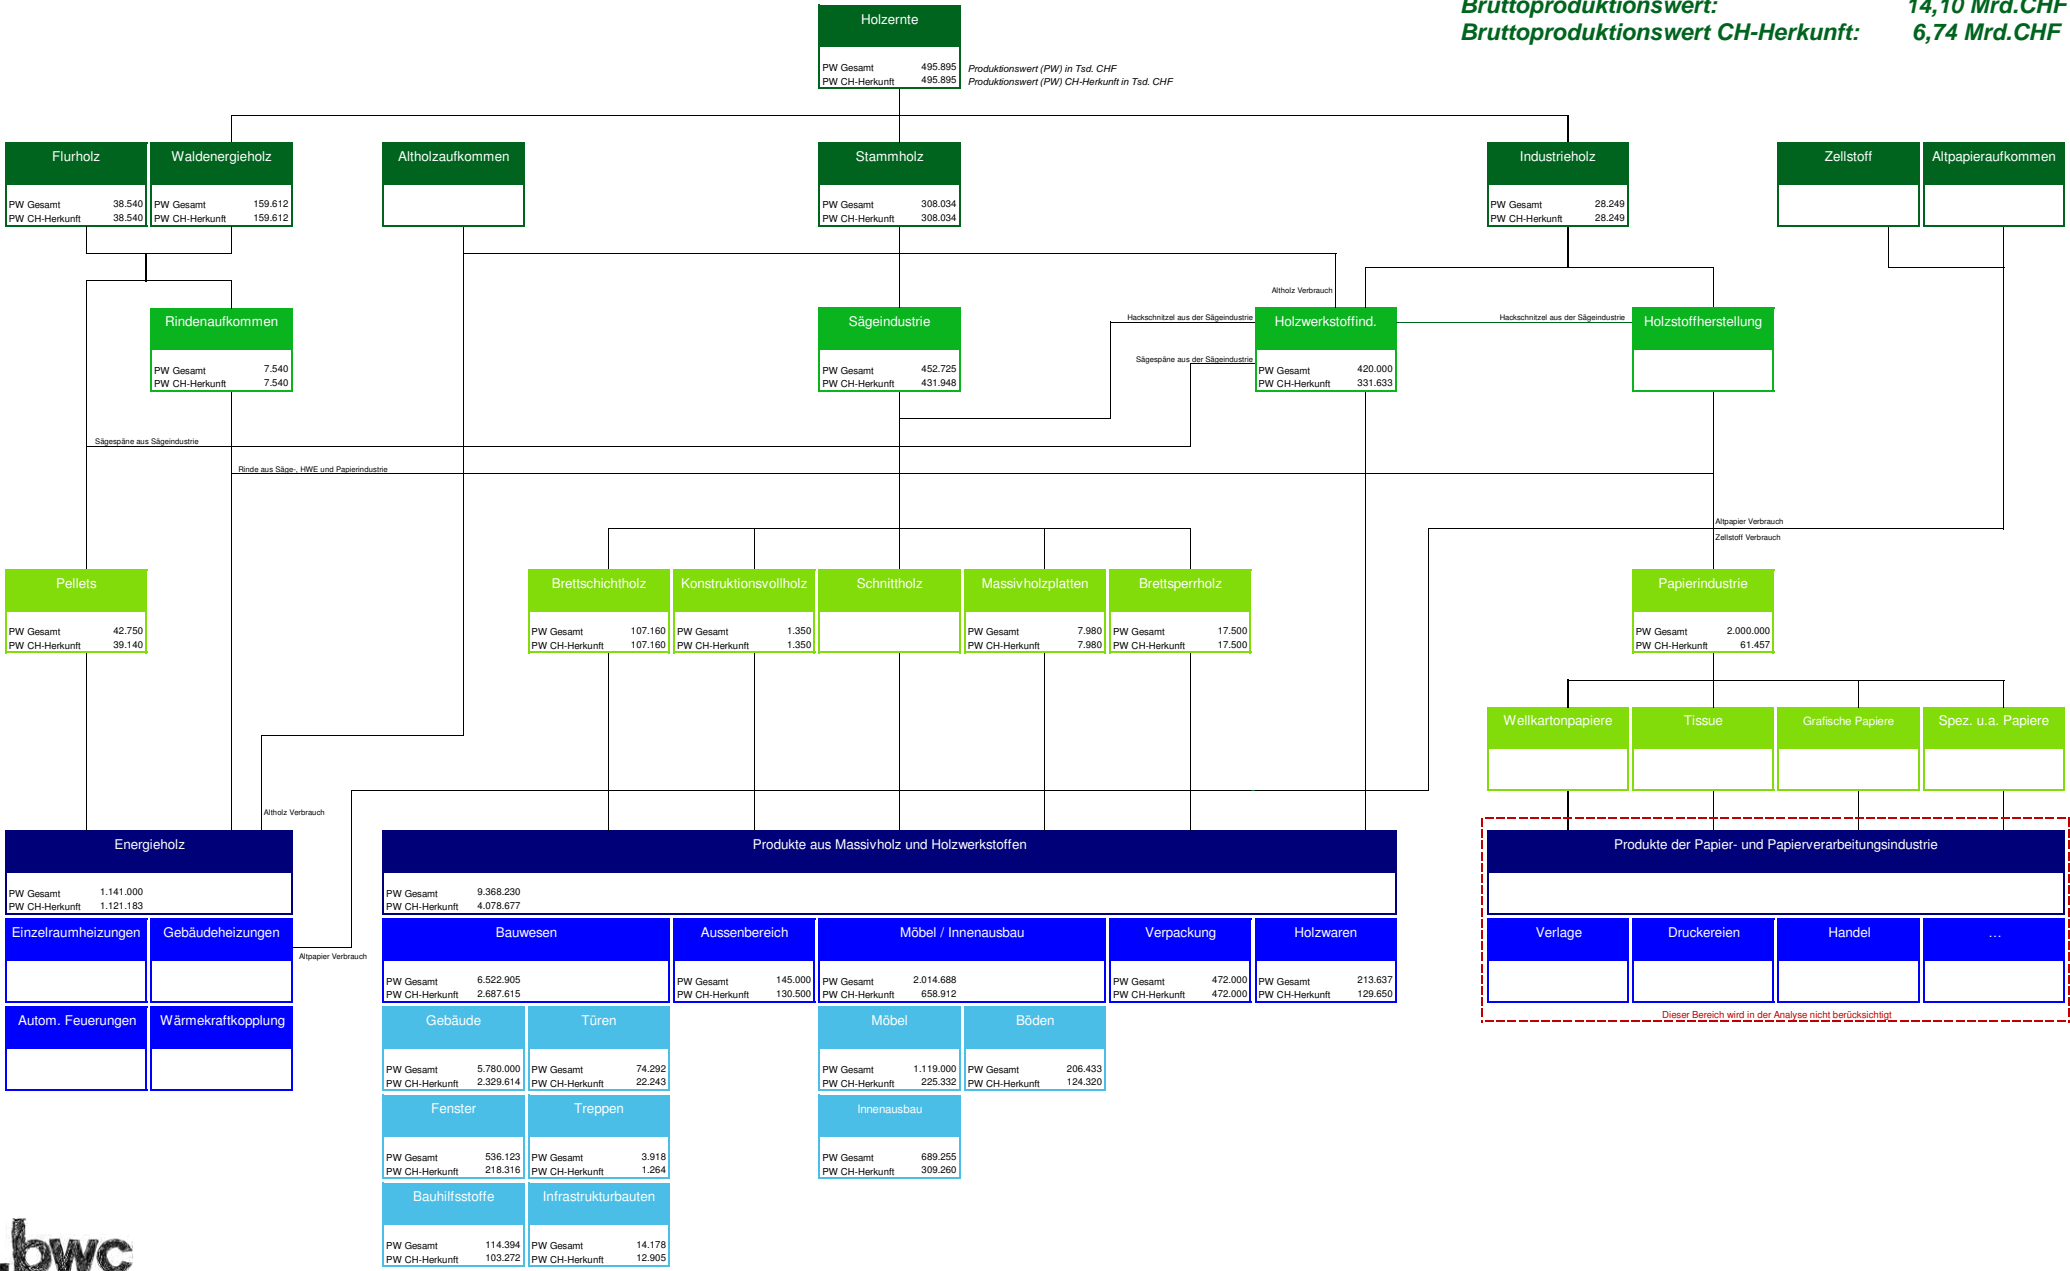 Bruttoproduktionswert: 14,10 Mrd.CHF
Bruttoproduktionswert CH-Herkunft: 6,74 Mrd.CHF
Holzernte
PW Gesamt 495.895 Produktionswert (PW) in Tsd. CHF
PW CH-Herkunft 495.895 Produktionswert (PW) CH-Herkunft in Tsd. CHF
Flurholz
PW Gesamt 38.540
PW CH-Herkunft 38.540
Waldenergieholz
PW Gesamt 159.612
PW CH-Herkunft 159.612
Altholzaufkommen
Stammholz
PW Gesamt 308.034
PW CH-Herkunft 308.034
Industrieholz
PW Gesamt 28.249
PW CH-Herkunft 28.249
Zellstoff
Altpapieraufkommen
Altholz Verbrauch
Rindenaufkommen
PW Gesamt 7.540
PW CH-Herkunft 7.540
Sägeindustrie
PW Gesamt 452.725
PW CH-Herkunft 431.948
Hackschnitzel aus der Sägeindustrie
Sägespäne aus der Sägeindustrie
Holzwerkstoffind.
PW Gesamt 420.000
PW CH-Herkunft 331.633
Hackschnitzel aus der Sägeindustrie
Holzstoffherstellung
Sägespäne aus Sägeindustrie
Rinde aus Säge-, HWE und Papierindustrie
Altpapier Verbrauch
Zellstoff Verbrauch
Pellets
PW Gesamt 42.750
PW CH-Herkunft 39.140
Brettschichtholz
PW Gesamt 107.160
PW CH-Herkunft 107.160
Konstruktionsvollholz
PW Gesamt 1.350
PW CH-Herkunft 1.350
Schnittholz
Massivholzplatten
PW Gesamt 7.980
PW CH-Herkunft 7.980
Brettsperrholz
PW Gesamt 17.500
PW CH-Herkunft 17.500
Papierindustrie
PW Gesamt 2.000.000
PW CH-Herkunft 61.457
Wellkartonpapiere
Tissue
Grafische Papiere
Spez. u.a. Papiere
Altholz Verbrauch
Energieholz
PW Gesamt 1.141.000
PW CH-Herkunft 1.121.183
Produkte aus Massivholz und Holzwerkstoffen
PW Gesamt 9.368.230
PW CH-Herkunft 4.078.677
Produkte der Papier- und Papierverarbeitungsindustrie
Einzelraumheizungen
Gebäudeheizungen
Altpapier Verbrauch
Bauwesen
PW Gesamt 6.522.905
PW CH-Herkunft 2.687.615
Aussenbereich
PW Gesamt 145.000
PW CH-Herkunft 130.500
Möbel / Innenausbau
PW Gesamt 2.014.688
PW CH-Herkunft 658.912
Verpackung
PW Gesamt 472.000
PW CH-Herkunft 472.000
Holzwaren
PW Gesamt 213.637
PW CH-Herkunft 129.650
Verlage
Druckereien
Handel
...
Dieser Bereich wird in der Analyse nicht berücksichtigt
Autom. Feuerungen
Wärmekraftkopplung
Gebäude
PW Gesamt 5.780.000
PW CH-Herkunft 2.329.614
Türen
PW Gesamt 74.292
PW CH-Herkunft 22.243
Möbel
PW Gesamt 1.119.000
PW CH-Herkunft 225.332
Böden
PW Gesamt 206.433
PW CH-Herkunft 124.320
Fenster
PW Gesamt 536.123
PW CH-Herkunft 218.316
Treppen
PW Gesamt 3.918
PW CH-Herkunft 1.264
Innenausbau
PW Gesamt 689.255
PW CH-Herkunft 309.260
Bauhilfsstoffe
PW Gesamt 114.394
PW CH-Herkunft 103.272
Infrastrukturbauten
PW Gesamt 14.178
PW CH-Herkunft 12.905
.bwc